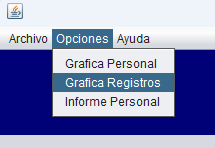 Archivo Opciones Ayuda
Grafica Personal
Grafica Registros
Informe Personal